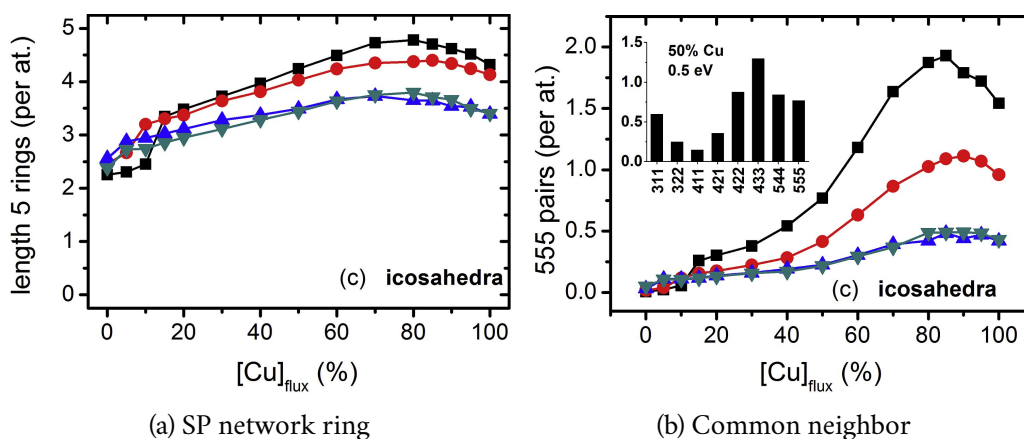 length 5 rings (per at.)
5
4
3
2
1
0
(c) icosahedra
0 20 40 60 80 100
[Cu]flux (%)
(a) SP network ring
555 pairs (per at.)
2.0
1.5
1.0
0.5
0.0
1.5
1.0
0.5
0.0
50% Cu
0.5 eV
311 322 411 421 422 433 544 555
(c) icosahedra
0 20 40 60 80 100
[Cu]flux (%)
(b) Common neighbor